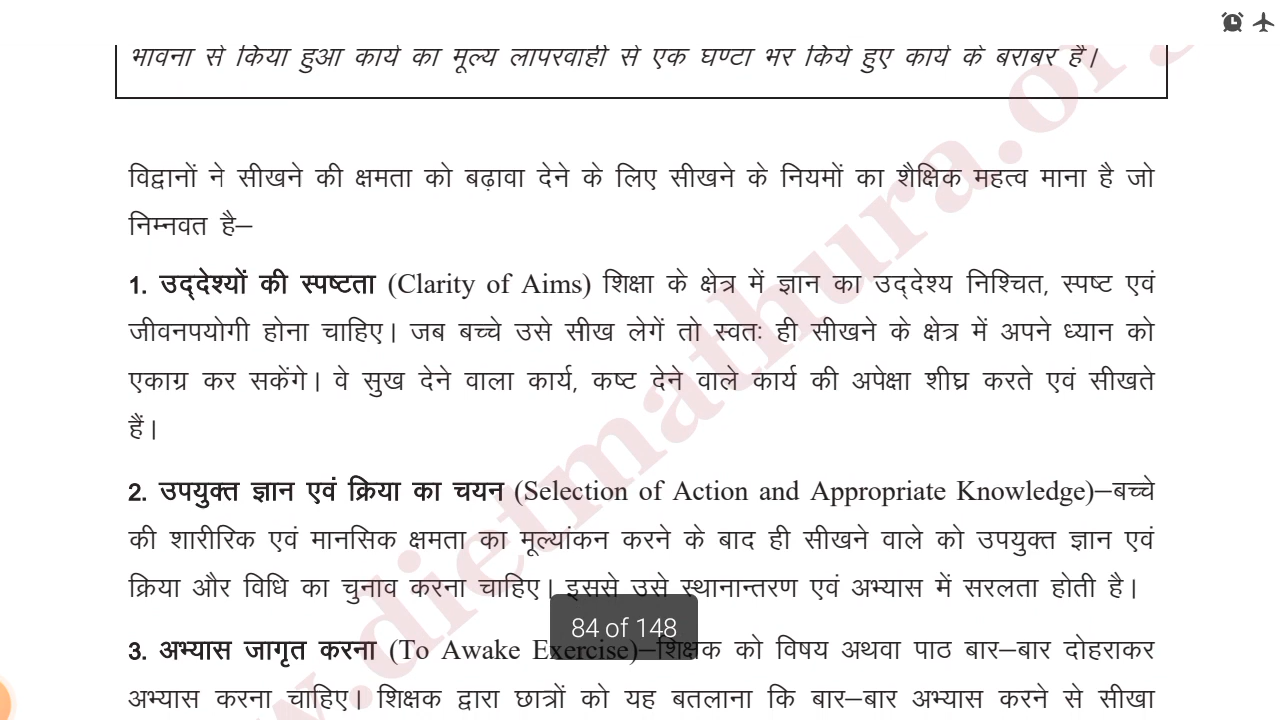 भावना से किया हुआ कार्य का मूल्य लापरवाही से एक घण्टा भर किये हुए कार्य के बराबर है।
विद्वानों ने सीखने की क्षमता को बढ़ावा देने के लिए सीखने के नियमों का शैक्षिक महत्व माना है जो
निम्नवत है–
1. उद्देश्यों की स्पष्टता (Clarity of Aims) शिक्षा के क्षेत्र में ज्ञान का उद्देश्य निश्चित, स्पष्ट एवं
जीवनपयोगी होना चाहिए। जब बच्चे उसे सीख लेगें तो स्वतः ही सीखने के क्षेत्र में अपने ध्यान को
एकाग्र कर सकेंगे। वे सुख देने वाला कार्य, कष्ट देने वाले कार्य की अपेक्षा शीघ्र करते एवं सीखते
हैं।
2. उपयुक्त ज्ञान एवं क्रिया का चयन (Selection of Action and Appropriate Knowledge)–बच्चे
की शारीरिक एवं मानसिक क्षमता का मूल्यांकन करने के बाद ही सीखने वाले को उपयुक्त ज्ञान एवं
क्रिया और विधि का चुनाव करना चाहिए। इससे उसे स्थानान्तरण एवं अभ्यास में सरलता होती है।
84 of 148
3. अभ्यास जागृत करना (To Awake Exercise)–शिक्षक को विषय अथवा पाठ बार–बार दोहराकर
अभ्यास करना चाहिए। शिक्षक द्वारा छात्रों को यह बतलाना कि बार–बार अभ्यास करने से सीखा
www.dietmathura.org